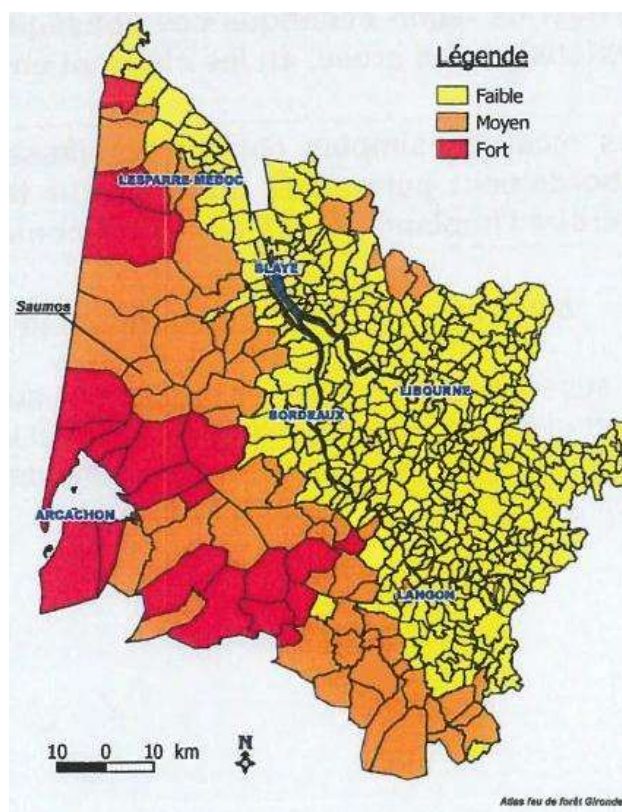 Légende
Faible
Moyen
Fort
LESPARRE-MÉDOC
BLAYE
Saumos
LIBOURNE
BORDEAUX
ARCACHON
LANGON
10 0 10 km
N
Atlas feu de forêt Gironde